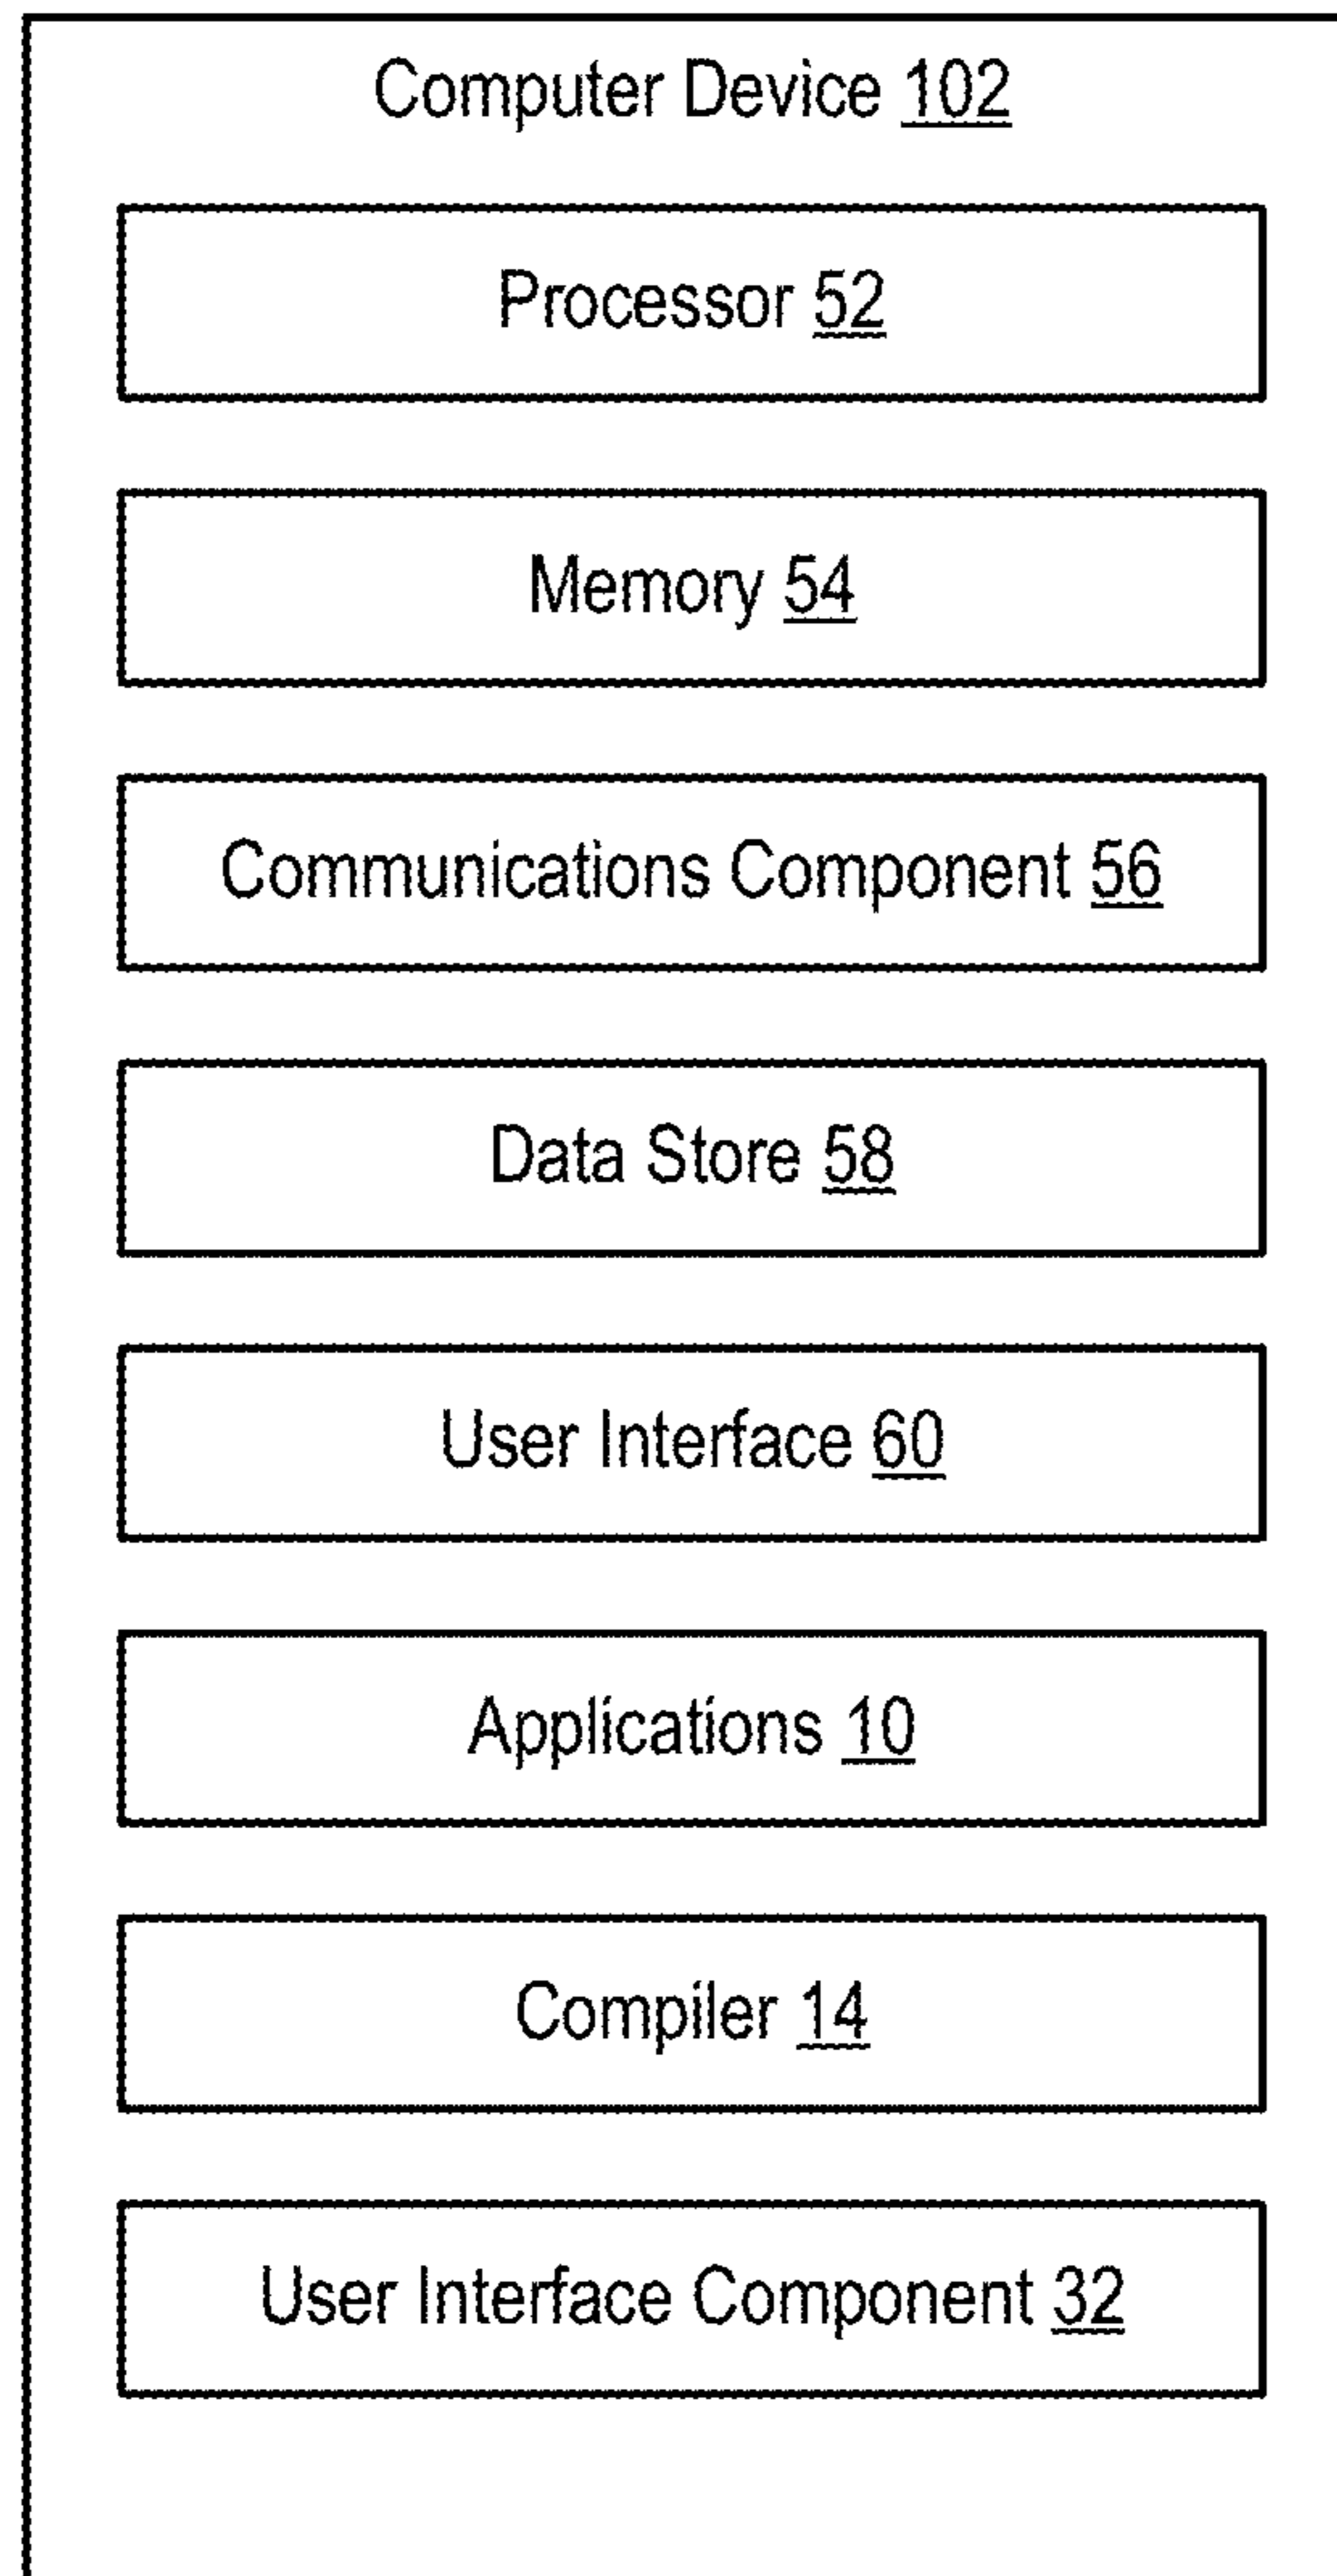 Computer Device 102
Processor 52
Memory 54
Communications Component 56
Data Store 58
User Interface 60
Applications 10
Compiler 14
User Interface Component 32